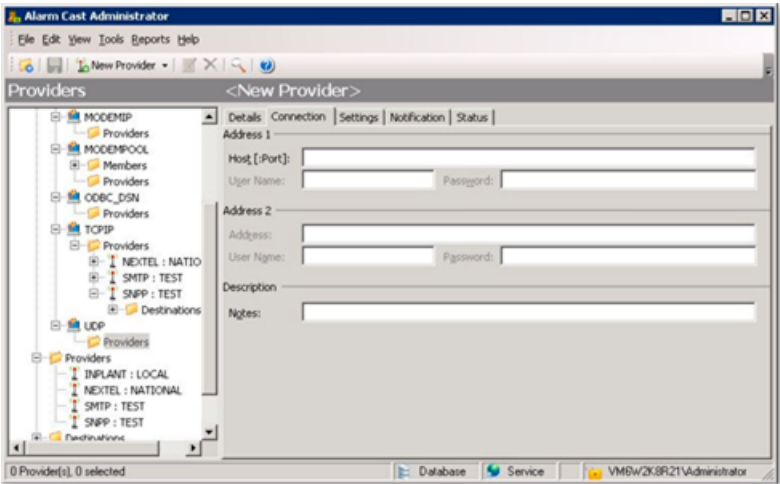 Alarm Cast Administrator
File Edit View Tools Reports Help
New Provider
Providers
<New Provider>
MODEMIP
Providers
MODEMPOOL
Members
Providers
ODBC_DSN
Providers
TCPIP
Providers
NEXTEL : NATIO
SMTP : TEST
SNPP : TEST
Destinations
UDP
Providers
Providers
INPLANT : LOCAL
NEXTEL : NATIONAL
SMTP : TEST
SNPP : TEST
Destinations
Details Connection Settings Notification Status
Address 1
Host [:Port]:
User Name: Password:
Address 2
Address:
User Name: Password:
Description
Notes:
0 Provider(s), 0 selected Database Service VM6W2K8R21\Administrator